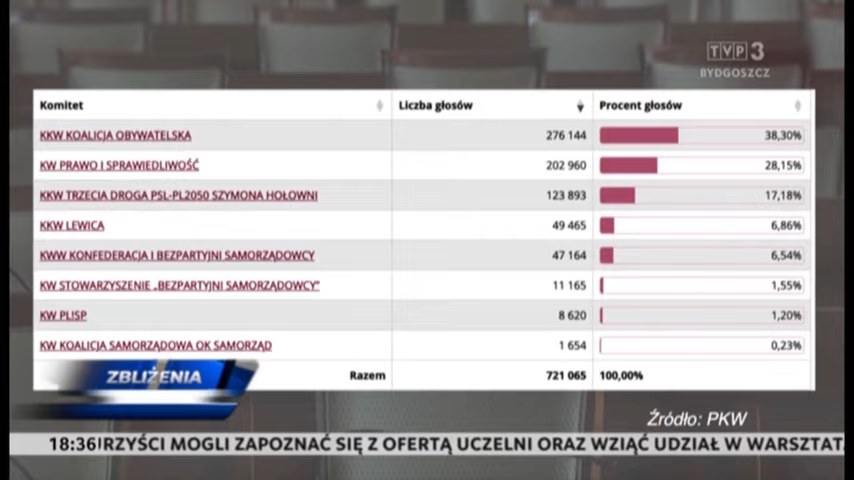 TVP3
BYDGOSZCZ
Komitet Liczba głosów Procent głosów
KKW KOALICJA OBYWATELSKA 276 144 38,30%
KW PRAWO I SPRAWIEDLIWOŚĆ 202 960 28,15%
KKW TRZECIA DROGA PSL-PL2050 SZYMONA HOŁOWNI 123 893 17,18%
KKW LEWICA 49 465 6,86%
KWW KONFEDERACJA I BEZPARTYJNI SAMORZĄDOWCY 47 164 6,54%
KW STOWARZYSZENIE „BEZPARTYJNI SAMORZĄDOWCY” 11 165 1,55%
KW PL!SP 8 620 1,20%
KW KOALICJA SAMORZĄDOWA OK SAMORZĄD 1 654 0,23%
Razem 721 065 100,00%
ZBLIŻENIA
Źródło: PKW
18:36 RZYŚCI MOGLI ZAPOZNAĆ SIĘ Z OFERTĄ UCZELNI ORAZ WZIĄĆ UDZIAŁ W WARSZTAT